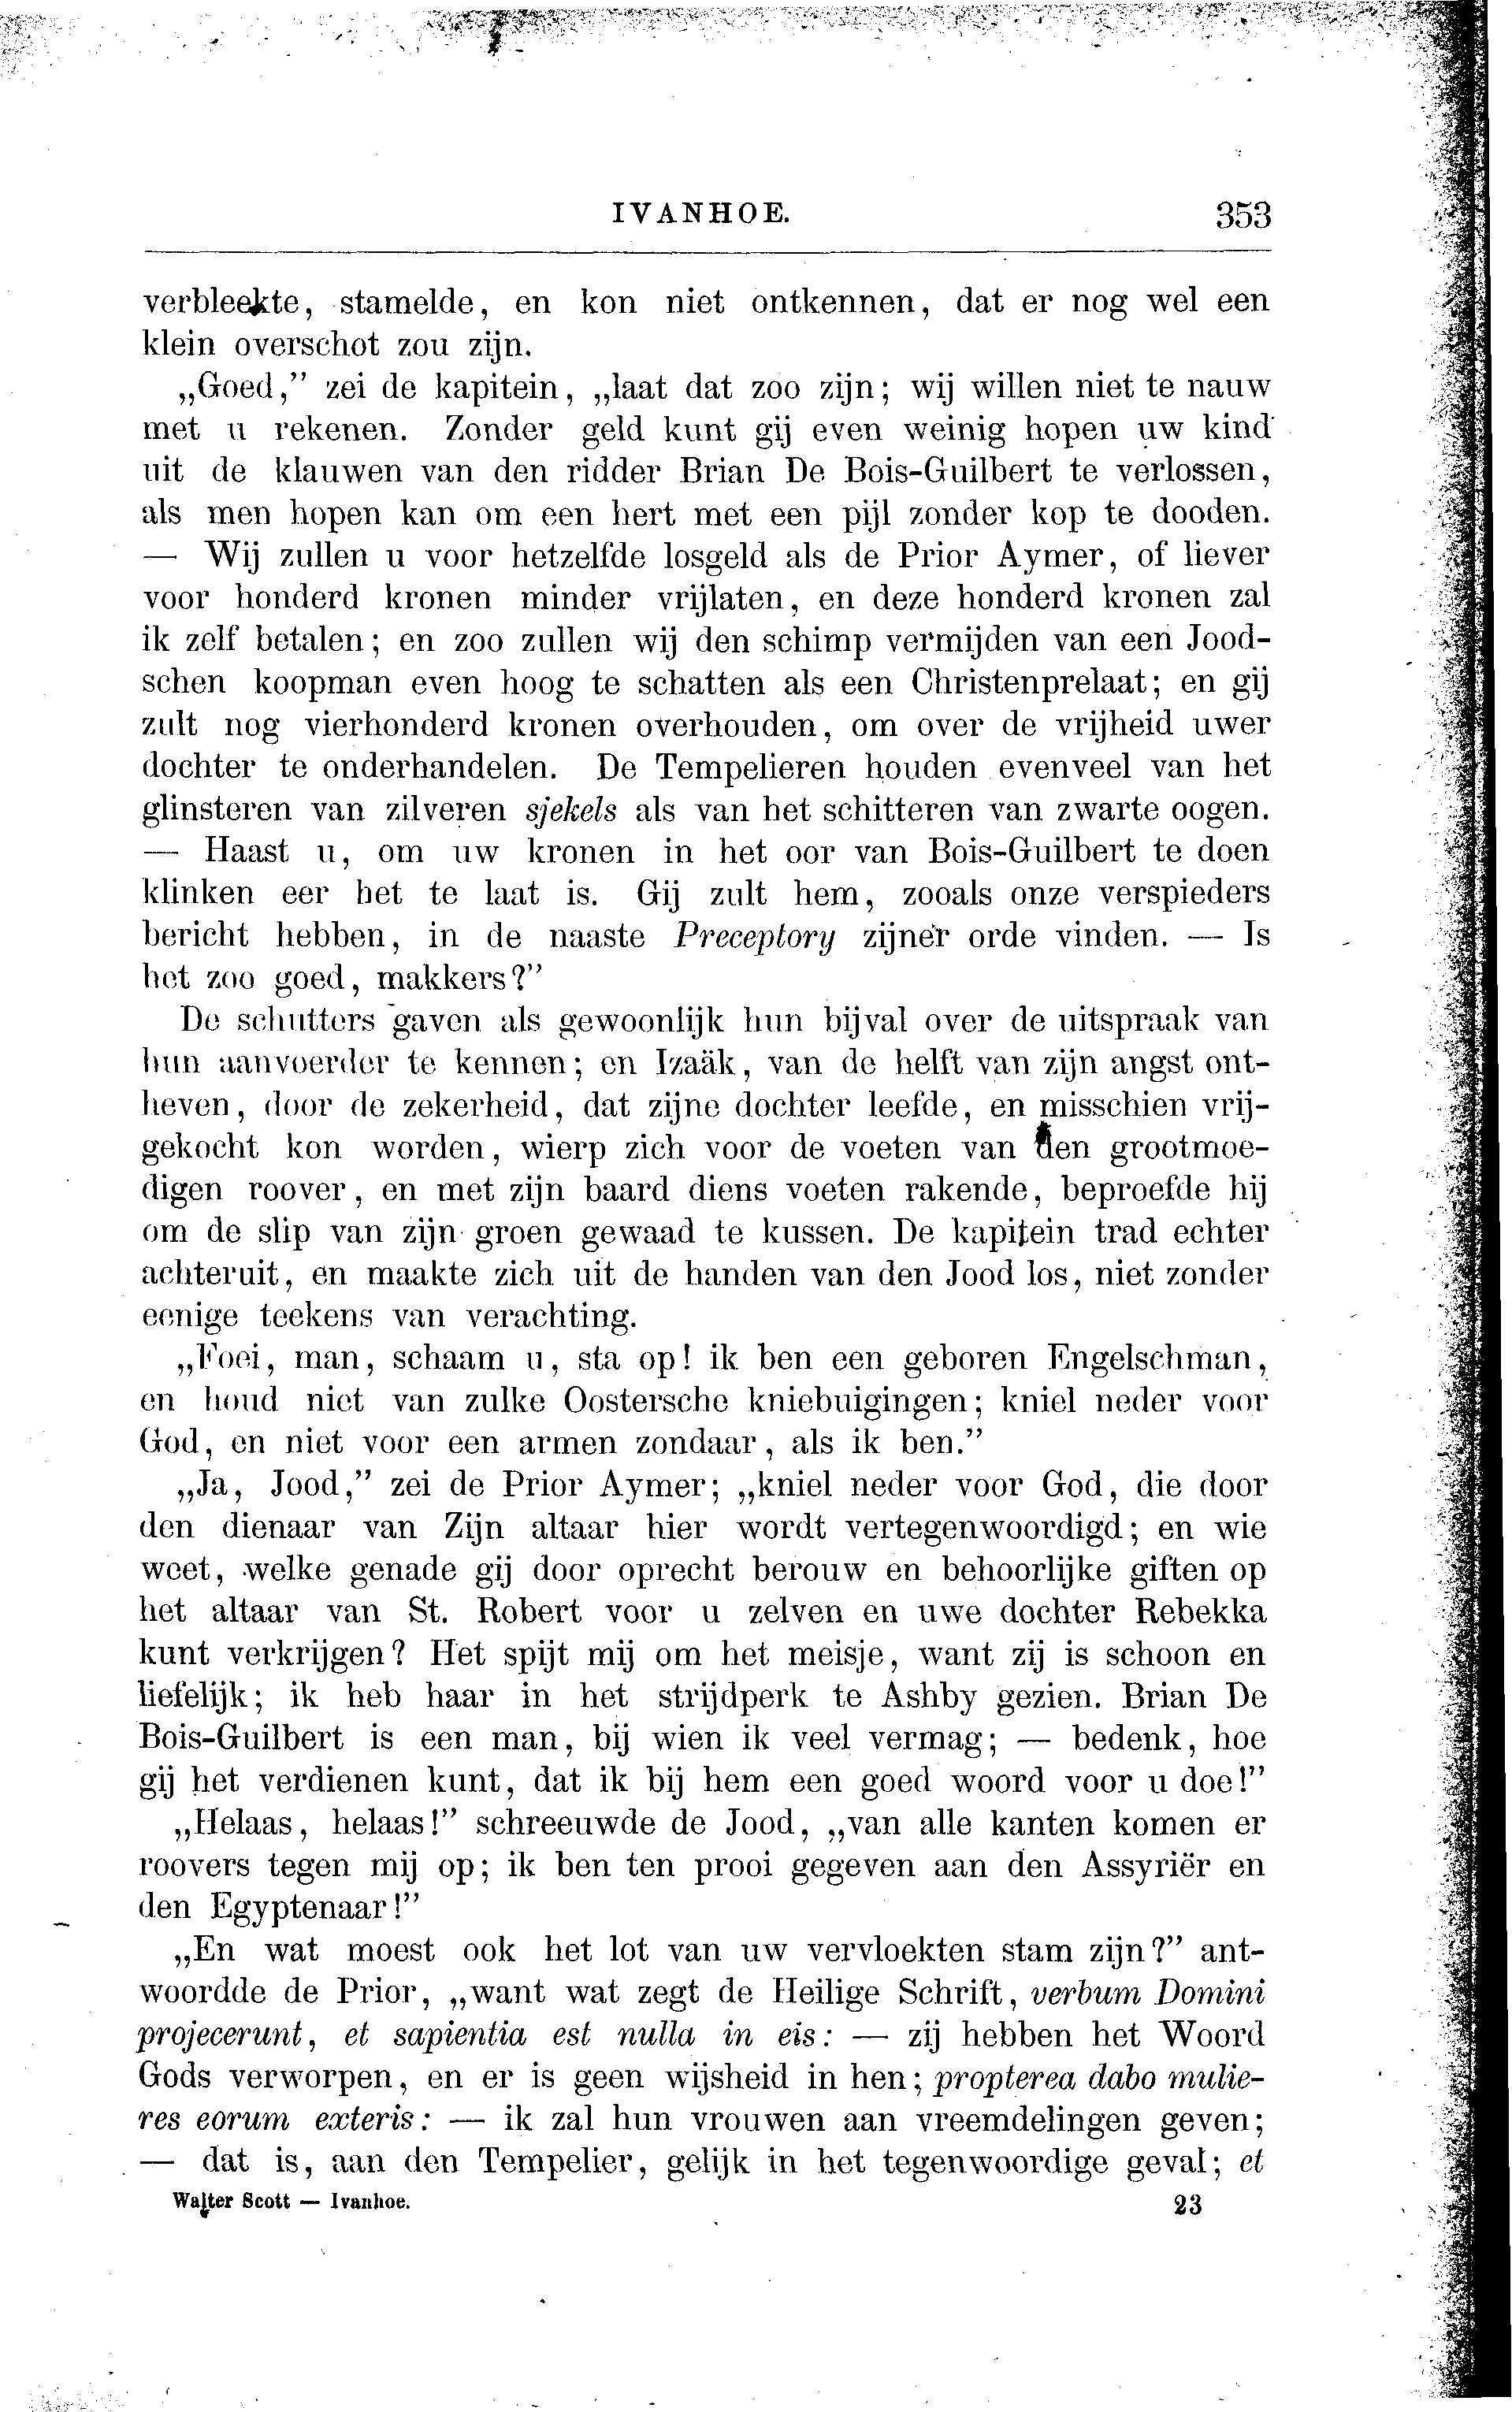 IVANHOE. 353
verbleekte, stamelde, en kon niet ontkennen, dat er nog wel een
klein overschot zou zijn.
„Goed,” zei de kapitein, „laat dat zoo zijn; wij willen niet te nauw
met u rekenen. Zonder geld kunt gij even weinig hopen uw kind
uit de klauwen van den ridder Brian De Bois-Guilbert te verlossen,
als men hopen kan om een hert met een pijl zonder kop te dooden.
— Wij zullen u voor hetzelfde losgeld als de Prior Aymer, of liever
voor honderd kronen minder vrijlaten, en deze honderd kronen zal
ik zelf betalen; en zoo zullen wij den schimp vermijden van een Jood-
schen koopman even hoog te schatten als een Christenprelaat; en gij
zult nog vierhonderd kronen overhouden, om over de vrijheid uwer
dochter te onderhandelen. De Tempelieren houden evenveel van het
glinsteren van zilveren sjekels als van het schitteren van zwarte oogen.
— Haast u, om uw kronen in het oor van Bois-Guilbert te doen
klinken eer het te laat is. Gij zult hem, zooals onze verspieders
bericht hebben, in de naaste Preceptory zijner orde vinden. — Is
het zoo goed, makkers?”
De schutters gaven als gewoonlijk hun bijval over de uitspraak van
hun aanvoerder te kennen; en Izaäk, van de helft van zijn angst ont-
heven, door de zekerheid, dat zijne dochter leefde, en misschien vrij-
gekocht kon worden, wierp zich voor de voeten van den grootmoe-
digen roover, en met zijn baard diens voeten rakende, beproefde hij
om de slip van zijn groen gewaad te kussen. De kapitein trad echter
achteruit, en maakte zich uit de handen van den Jood los, niet zonder
eenige teekens van verachting.
„Foei, man, schaam u, sta op! ik ben een geboren Engelschman,
en houd niet van zulke Oostersche kniebuigingen; kniel neder voor
God, en niet voor een armen zondaar, als ik ben.”
„Ja, Jood,” zei de Prior Aymer; „kniel neder voor God, die door
den dienaar van Zijn altaar hier wordt vertegenwoordigd; en wie
weet, welke genade gij door oprecht berouw en behoorlijke giften op
het altaar van St. Robert voor u zelven en uwe dochter Rebekka
kunt verkrijgen? Het spijt mij om het meisje, want zij is schoon en
liefelijk; ik heb haar in het strijdperk te Ashby gezien. Brian De
Bois-Guilbert is een man, bij wien ik veel vermag; — bedenk, hoe
gij het verdienen kunt, dat ik bij hem een goed woord voor u doe!”
„Helaas, helaas!” schreeuwde de Jood, „van alle kanten komen er
roovers tegen mij op; ik ben ten prooi gegeven aan den Assyriër en
den Egyptenaar!”
„En wat moest ook het lot van uw vervloekten stam zijn?” ant-
woordde de Prior, „want wat zegt de Heilige Schrift, verbum Domini
projecerunt, et sapientia est nulla in eis: — zij hebben het Woord
Gods verworpen, en er is geen wijsheid in hen; propterea dabo mulie-
res eorum exteris: — ik zal hun vrouwen aan vreemdelingen geven;
— dat is, aan den Tempelier, gelijk in het tegenwoordige geval; et
Walter Scott — Ivanhoe. 23